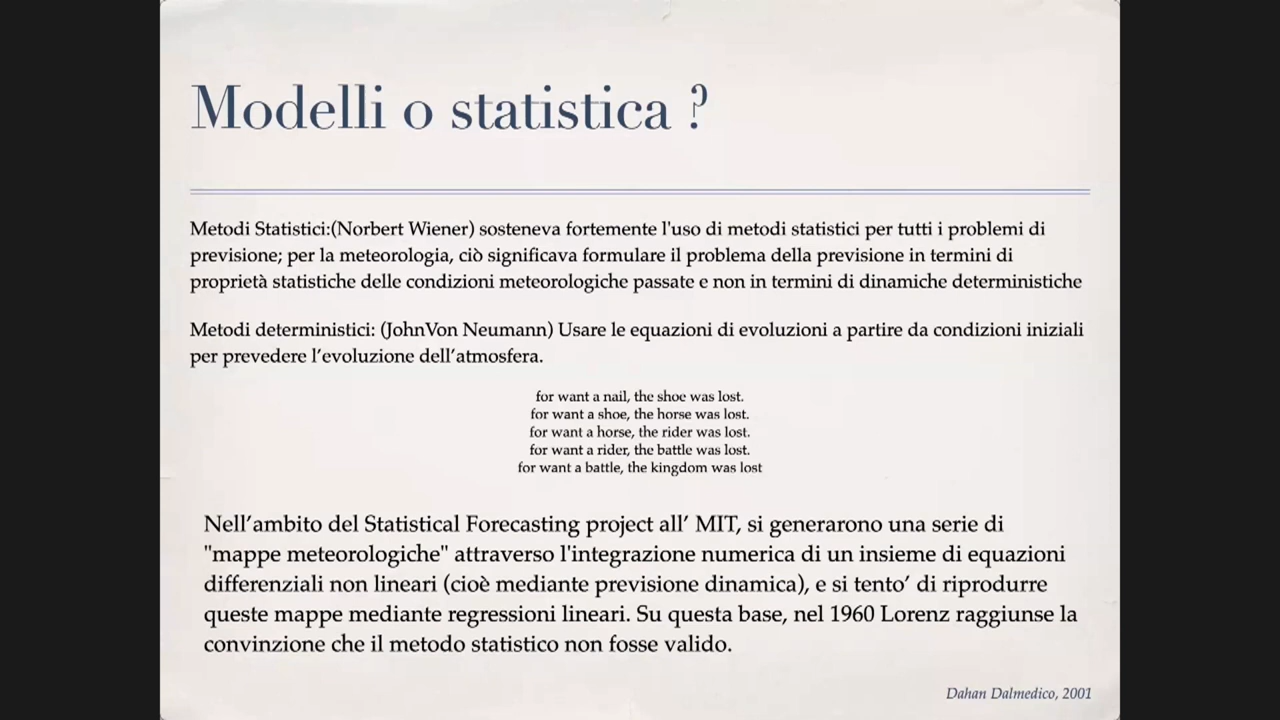 Modelli o statistica ?
Metodi Statistici:(Norbert Wiener) sosteneva fortemente l'uso di metodi statistici per tutti i problemi di
previsione; per la meteorologia, ciò significava formulare il problema della previsione in termini di
proprietà statistiche delle condizioni meteorologiche passate e non in termini di dinamiche deterministiche
Metodi deterministici: (JohnVon Neumann) Usare le equazioni di evoluzioni a partire da condizioni iniziali
per prevedere l’evoluzione dell’atmosfera.
for want a nail, the shoe was lost.
for want a shoe, the horse was lost.
for want a horse, the rider was lost.
for want a rider, the battle was lost.
for want a battle, the kingdom was lost
Nell’ambito del Statistical Forecasting project all’ MIT, si generarono una serie di
"mappe meteorologiche" attraverso l'integrazione numerica di un insieme di equazioni
differenziali non lineari (cioè mediante previsione dinamica), e si tento’ di riprodurre
queste mappe mediante regressioni lineari. Su questa base, nel 1960 Lorenz raggiunse la
convinzione che il metodo statistico non fosse valido.
Dahan Dalmedico, 2001